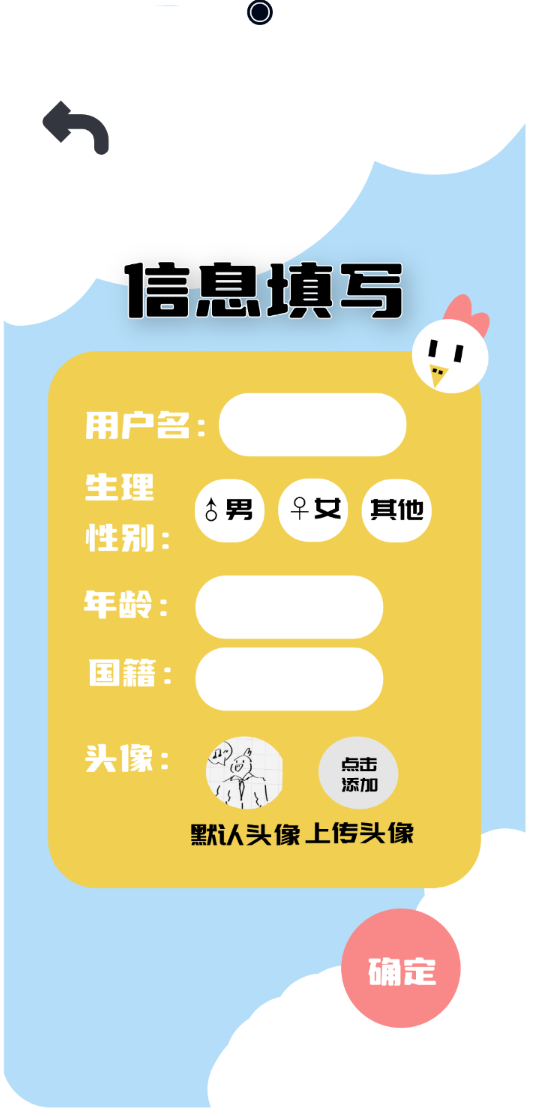 信息填写
用户名：
生理
性别：
♂男
♀女
其他
年龄：
国籍：
头像：
点击
添加
默认头像
上传头像
确定